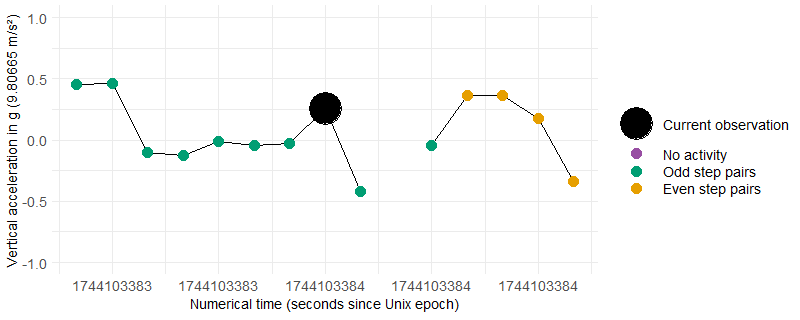 Vertical acceleration in g (9.80665 m/s²)
1.0
0.5
0.0
-0.5
-1.0
1744103383 1744103383 1744103384 1744103384 1744103384
Numerical time (seconds since Unix epoch)
Current observation
No activity
Odd step pairs
Even step pairs